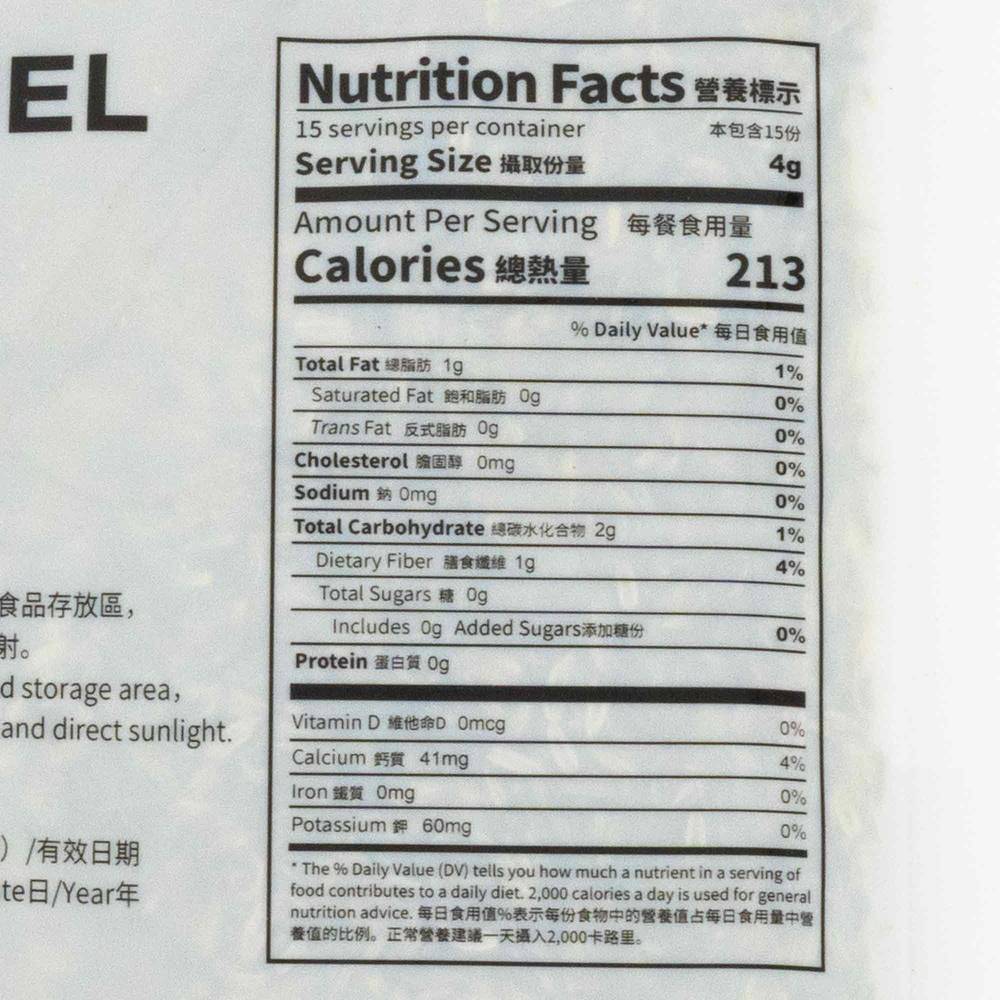 EL
食品存放區，
射。
d storage area,
and direct sunlight.
）/有效日期
te日/Year年
Nutrition Facts 營養標示
15 servings per container 本包含15份
Serving Size 攝取份量 4g
Amount Per Serving 每餐食用量
Calories 總熱量 213
% Daily Value* 每日食用值
Total Fat 總脂肪 1g 1%
Saturated Fat 飽和脂肪 0g 0%
Trans Fat 反式脂肪 0g 0%
Cholesterol 膽固醇 0mg 0%
Sodium 鈉 0mg 0%
Total Carbohydrate 總碳水化合物 2g 1%
Dietary Fiber 膳食纖維 1g 4%
Total Sugars 糖 0g
Includes 0g Added Sugars添加糖份 0%
Protein 蛋白質 0g
Vitamin D 維他命D 0mcg 0%
Calcium 鈣質 41mg 4%
Iron 鐵質 0mg 0%
Potassium 鉀 60mg 0%
* The % Daily Value (DV) tells you how much a nutrient in a serving of
food contributes to a daily diet. 2,000 calories a day is used for general
nutrition advice. 每日食用值%表示每份食物中的營養值占每日食用量中營
養值的比例。正常營養建議一天攝入2,000卡路里。